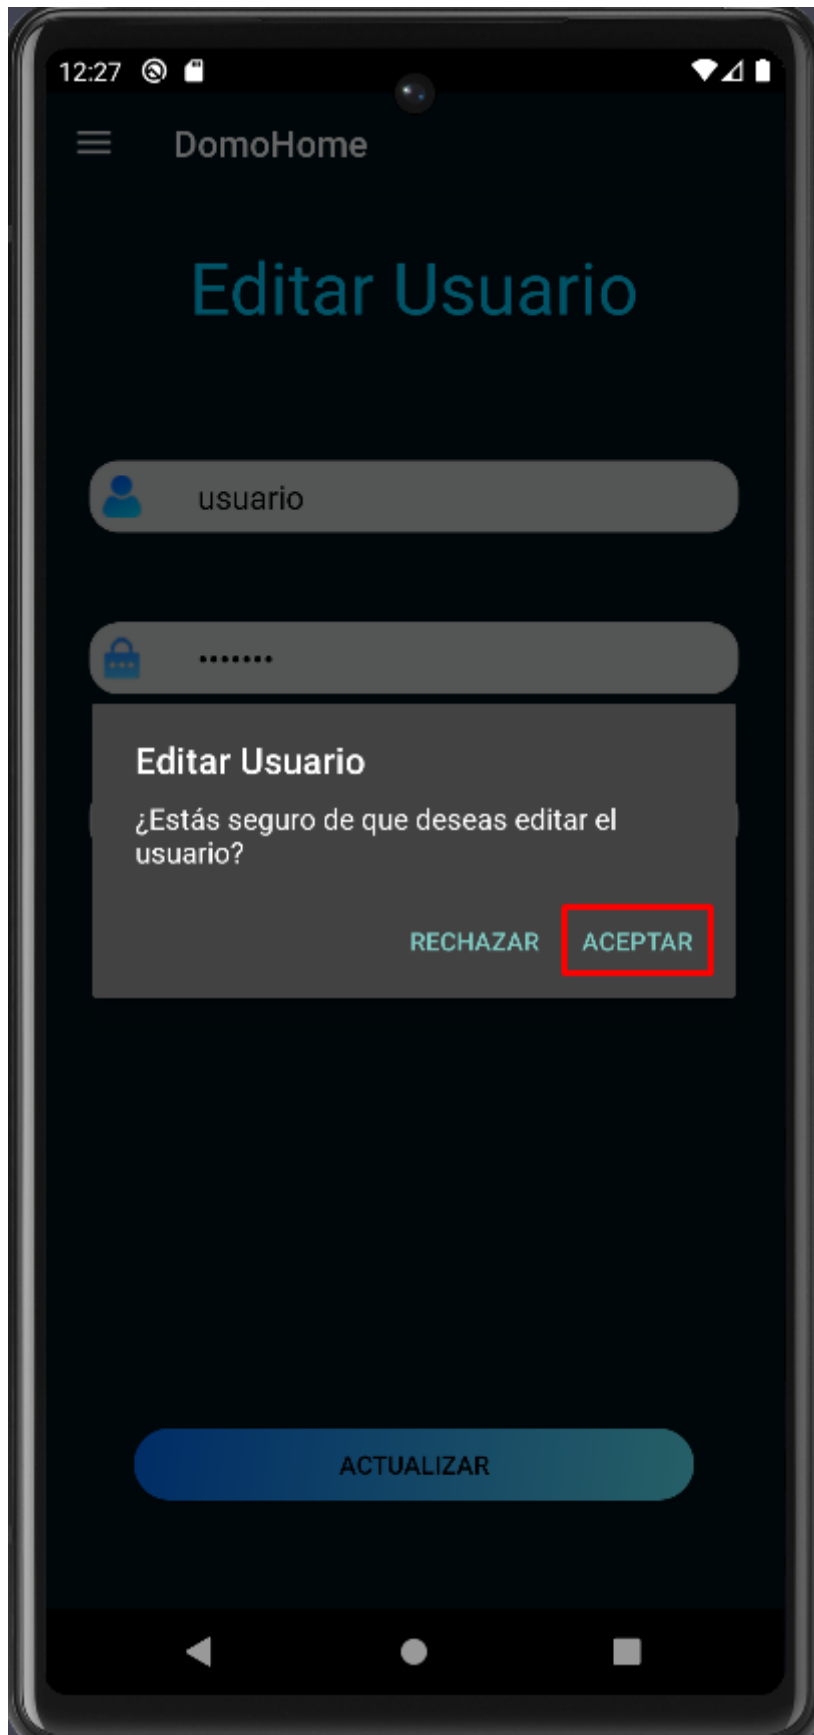 12:27
DomoHome
Editar Usuario
usuario
•••••••
Editar Usuario
¿Estás seguro de que deseas editar el
usuario?
RECHAZAR ACEPTAR
ACTUALIZAR